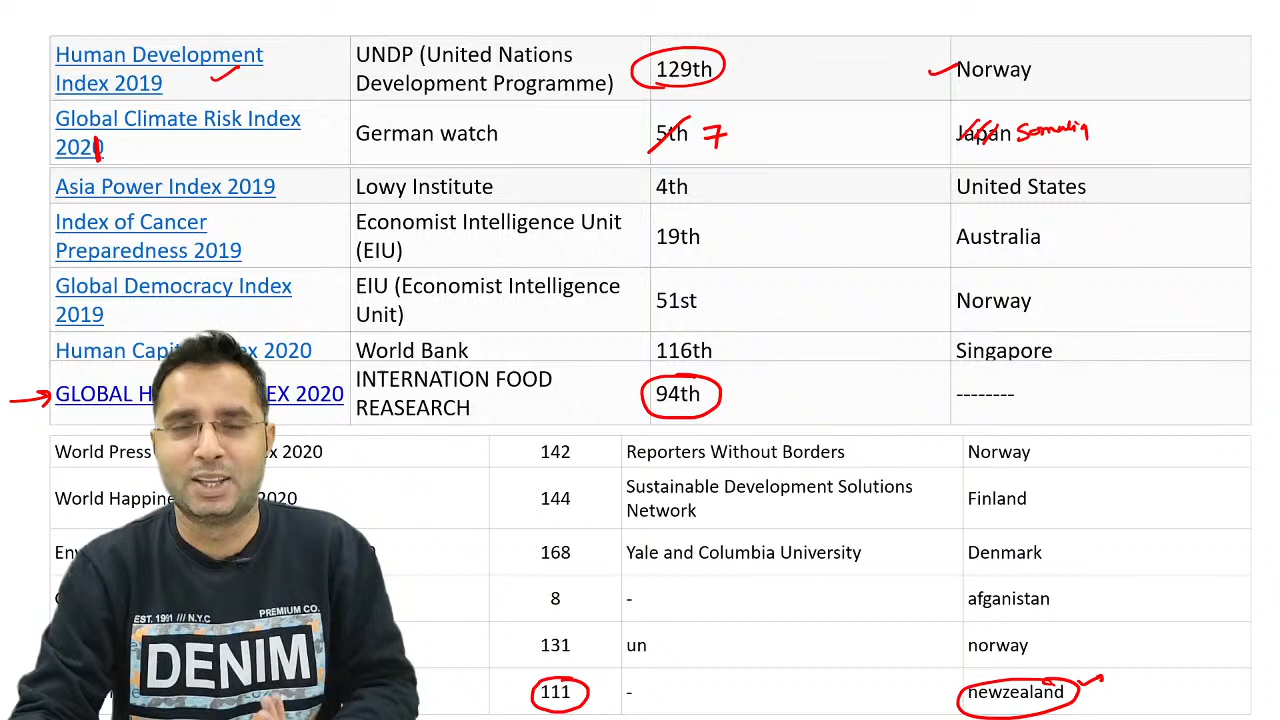 Human Development
Index 2019
UNDP (United Nations
Development Programme)
129th
Norway
Global Climate Risk Index
202
German watch
5th 7
Japan Somalia
Asia Power Index 2019
Lowy Institute
4th
United States
Index of Cancer
Preparedness 2019
Economist Intelligence Unit
(EIU)
19th
Australia
Global Democracy Index
2019
EIU (Economist Intelligence
Unit)
51st
Norway
Human 2020
World Bank
116th
Singapore
GLOBAL 2020
INTERNATION FOOD
REASEARCH
94th
--------
World Press 2020
142
Reporters Without Borders
Norway
World 2020
144
Sustainable Development Solutions
Network
Finland
168
Yale and Columbia University
Denmark
8
-
afganistan
131
un
norway
111
-
newzealand
EST. 1991 /// N.Y.C
PREMIUM CO.
DENIM